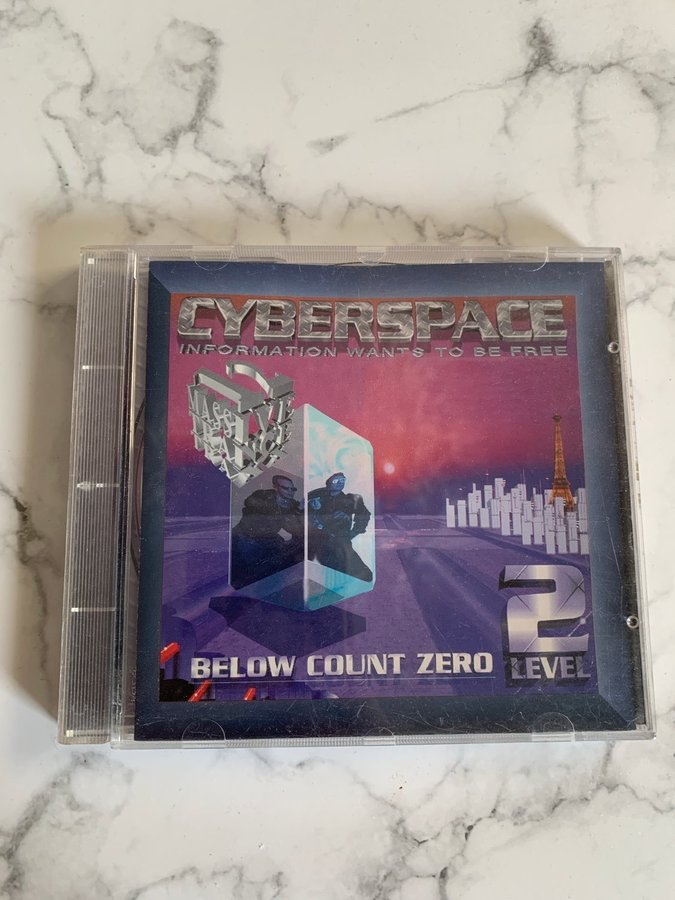 CYBERSPACE
INFORMATION WANTS TO BE FREE
BELOW COUNT ZERO
2
LEVEL